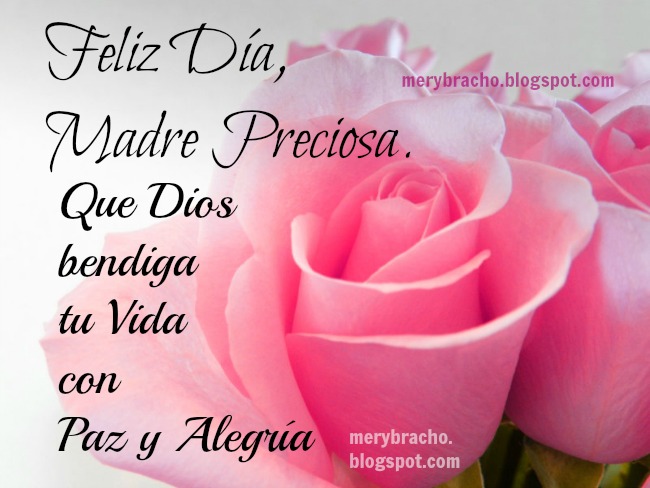 Feliz Día,
merybracho.blogspot.com
Madre Preciosa.
Que Dios
bendiga
tu Vida
con
Paz y Alegría
merybracho.
blogspot.com